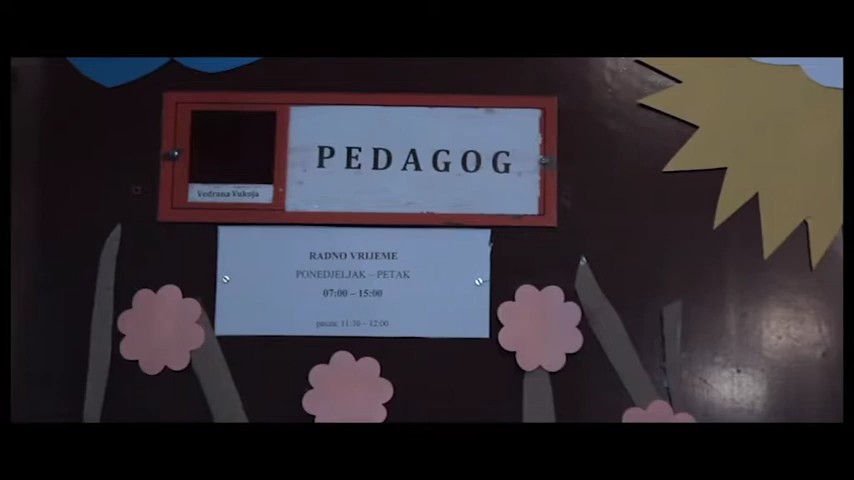 PEDAGOG
Vedrana Vukoja
RADNO VRIJEME
PONEDJELJAK – PETAK
07:00 – 15:00
pauza: 11:30 – 12:00